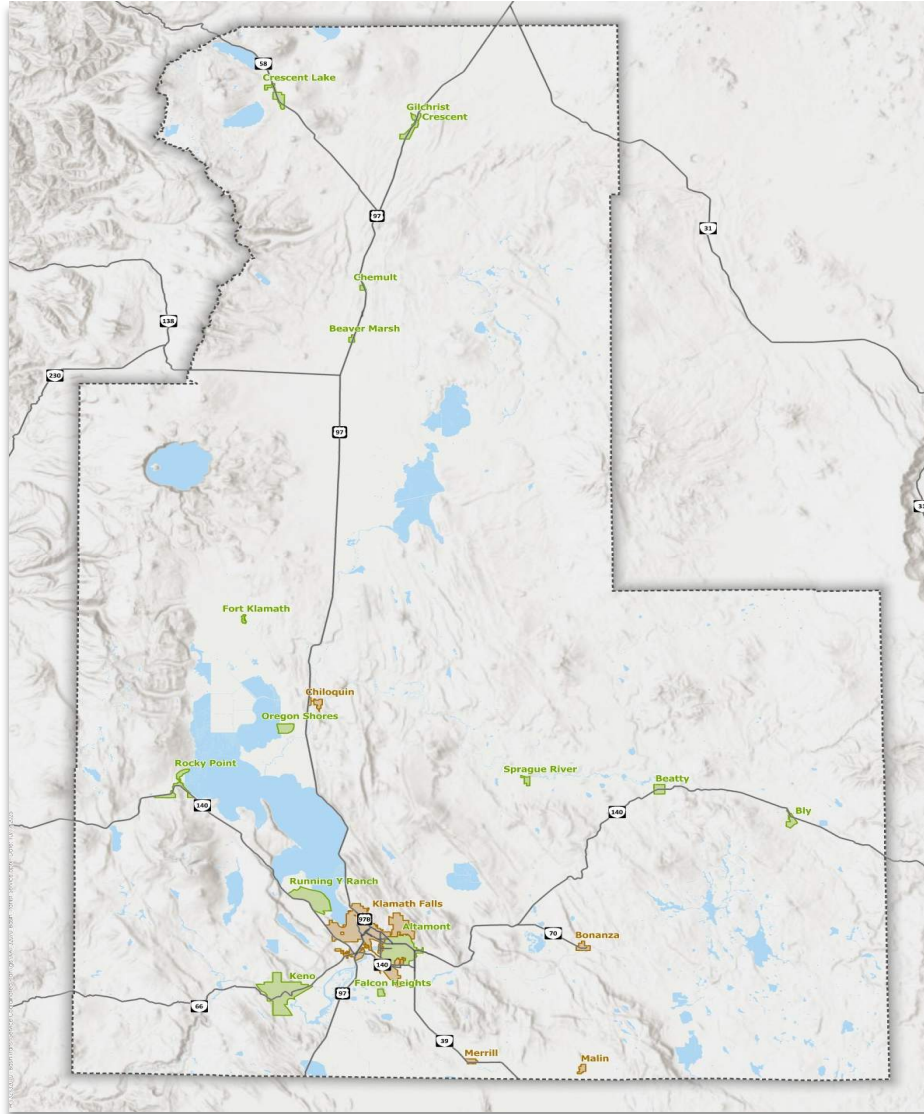 58
Crescent Lake
Gilchrist
Crescent
97
31
Chemult
138
Beaver Marsh
230
97
31
Fort Klamath
Chiloquin
Oregon Shores
Rocky Point
Sprague River
Beatty
140
140
Bly
Running Y Ranch
Klamath Falls
97B
Altamont
70
Bonanza
140
Keno
Falcon Heights
97
66
39
Merrill
Malin